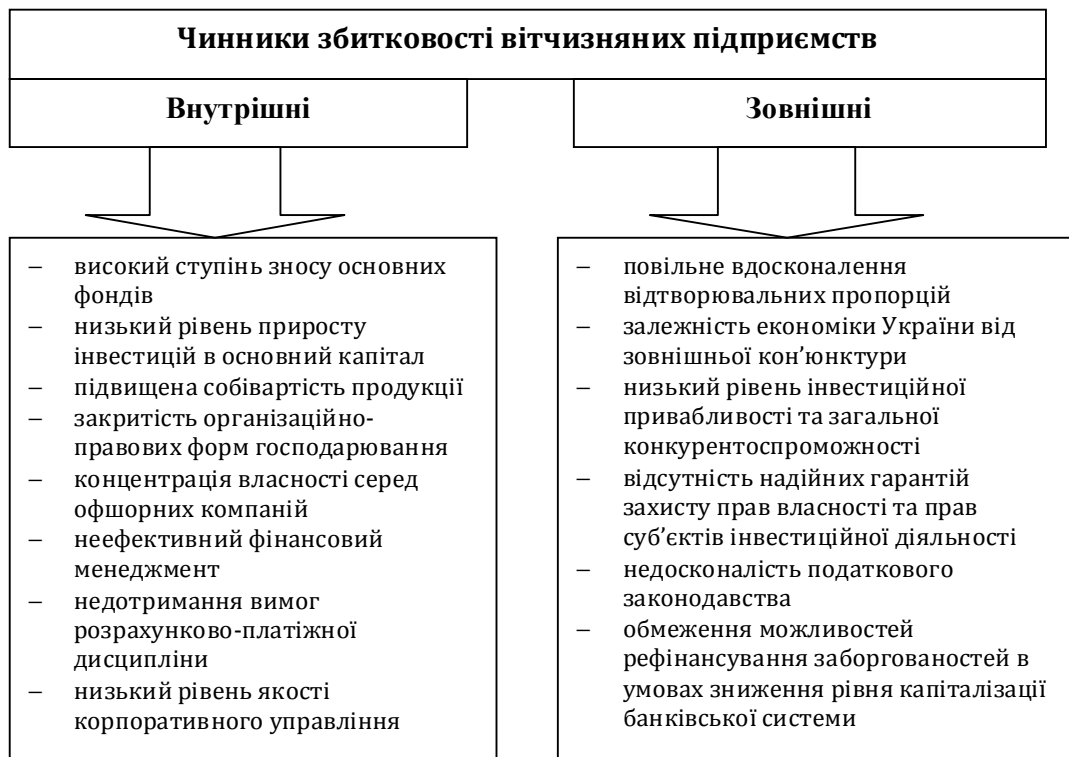 Чинники збитковості вітчизняних підприємств
Внутрішні
Зовнішні
– високий ступінь зносу основних
фондів
– низький рівень приросту
інвестицій в основний капітал
– підвищена собівартість продукції
– закритість організаційно-
правових форм господарювання
– концентрація власності серед
офшорних компаній
– неефективний фінансовий
менеджмент
– недотримання вимог
розрахунково-платіжної
дисципліни
– низький рівень якості
корпоративного управління
– повільне вдосконалення
відтворювальних пропорцій
– залежність економіки України від
зовнішньої кон’юнктури
– низький рівень інвестиційної
привабливості та загальної
конкурентоспроможності
– відсутність надійних гарантій
захисту прав власності та прав
суб’єктів інвестиційної діяльності
– недосконалість податкового
законодавства
– обмеження можливостей
рефінансування заборгованостей в
умовах зниження рівня капіталізації
банківської системи